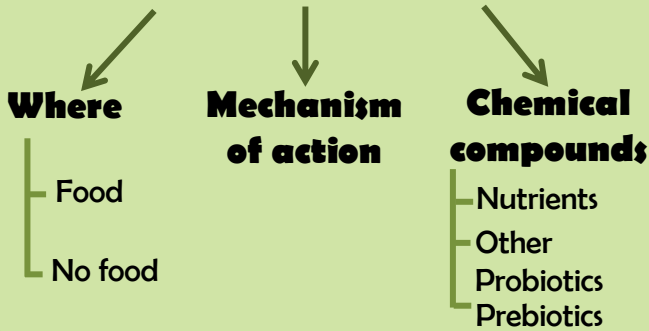 Where
Food
No food
Mechanism
of action
Chemical
compounds
Nutrients
Other
Probiotics
Prebiotics